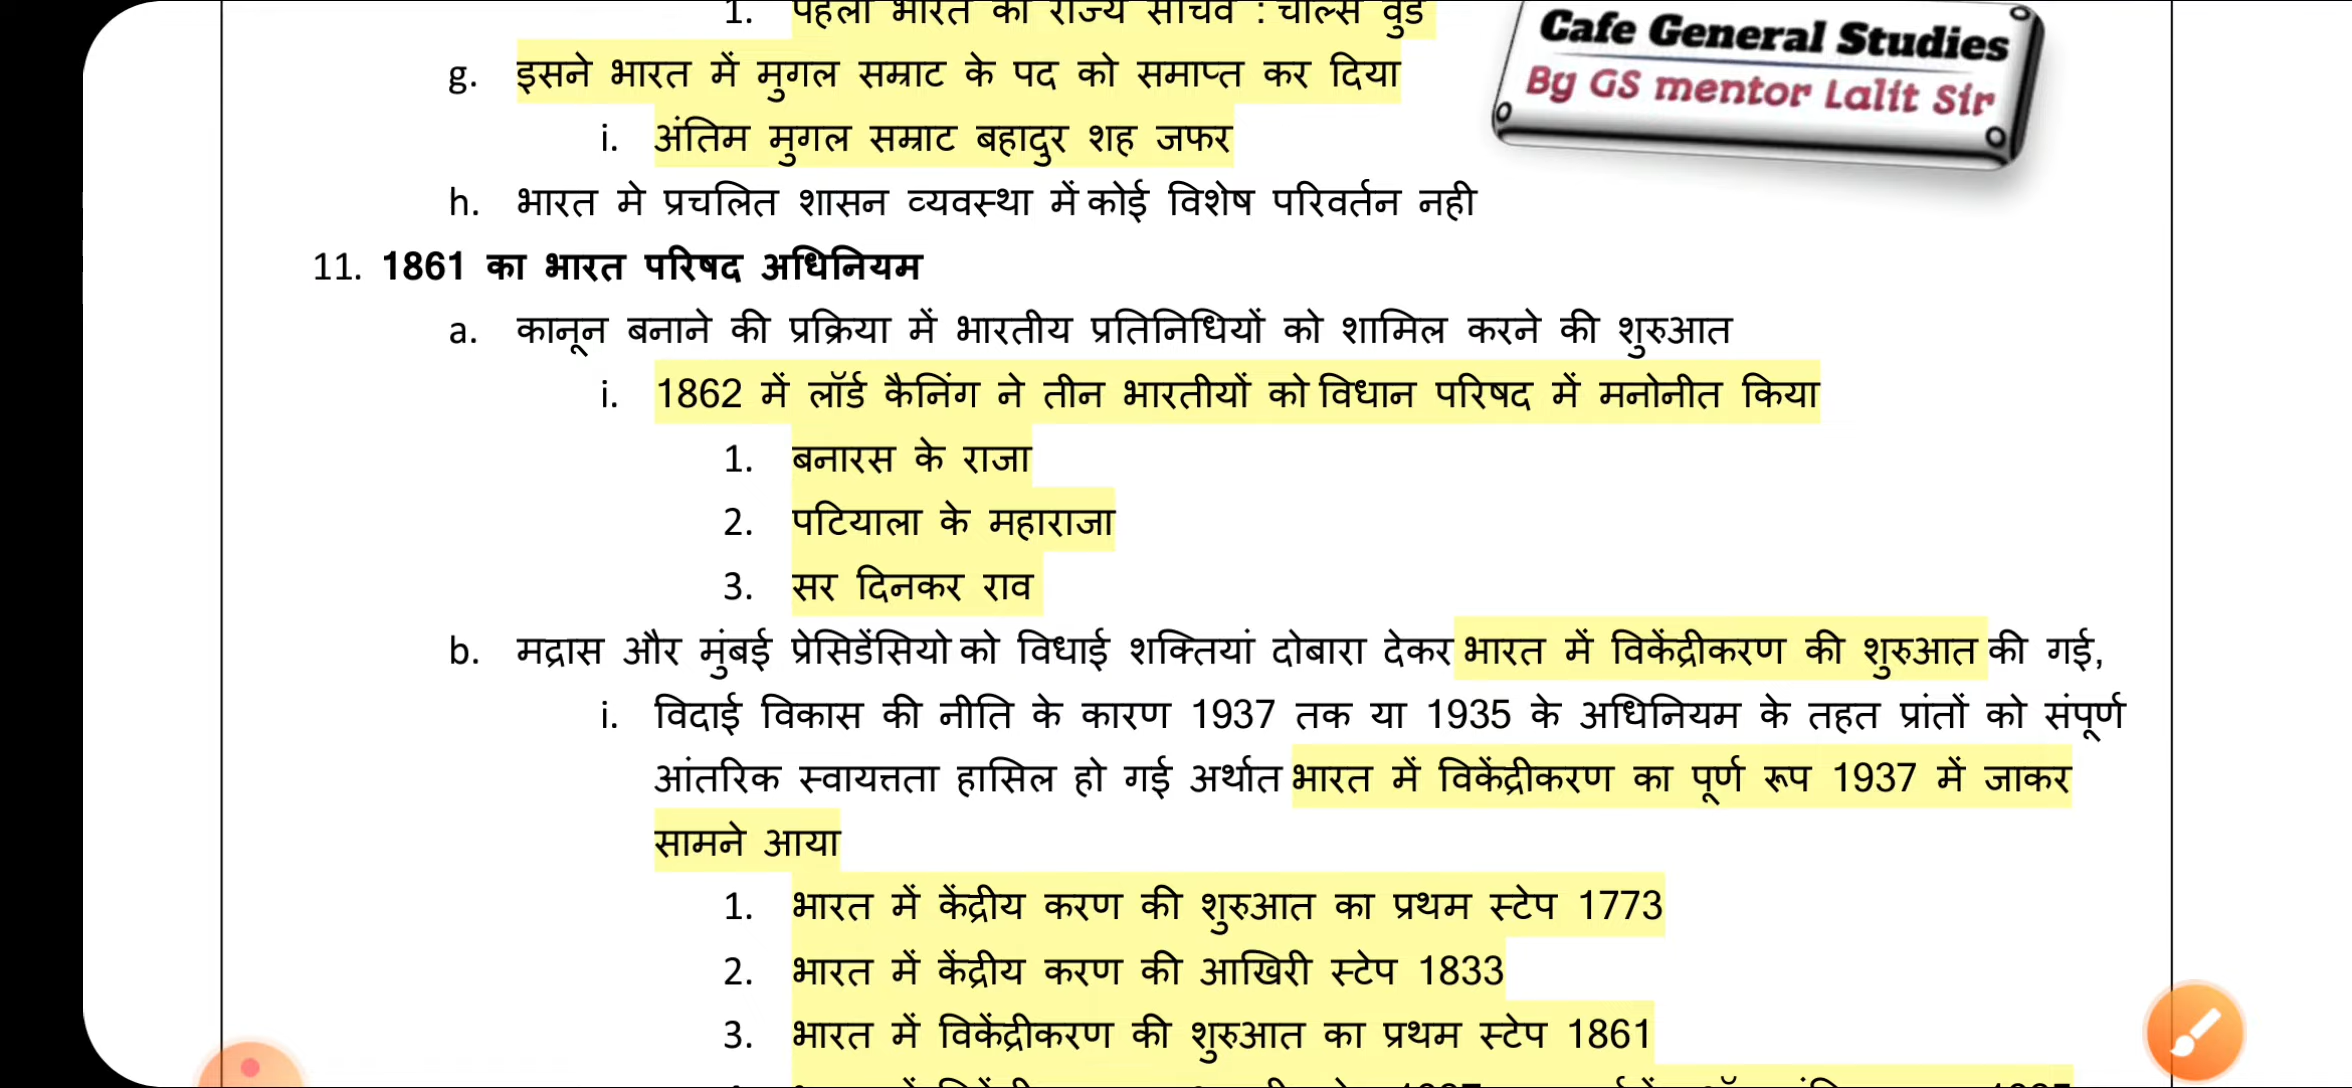 1. पहला भारत का राज्य सचिव : चार्ल्स वुड
Cafe General Studies
By GS mentor Lalit Sir
g. इसने भारत में मुगल सम्राट के पद को समाप्त कर दिया
i. अंतिम मुगल सम्राट बहादुर शह जफर
h. भारत मे प्रचलित शासन व्यवस्था में कोई विशेष परिवर्तन नही
11. 1861 का भारत परिषद अधिनियम
a. कानून बनाने की प्रक्रिया में भारतीय प्रतिनिधियों को शामिल करने की शुरुआत
i. 1862 में लॉर्ड कैनिंग ने तीन भारतीयों को विधान परिषद में मनोनीत किया
1. बनारस के राजा
2. पटियाला के महाराजा
3. सर दिनकर राव
b. मद्रास और मुंबई प्रेसिडेंसियो को विधाई शक्तियां दोबारा देकर भारत में विकेंद्रीकरण की शुरुआत की गई,
i. विदाई विकास की नीति के कारण 1937 तक या 1935 के अधिनियम के तहत प्रांतों को संपूर्ण
आंतरिक स्वायत्तता हासिल हो गई अर्थात भारत में विकेंद्रीकरण का पूर्ण रूप 1937 में जाकर
सामने आया
1. भारत में केंद्रीय करण की शुरुआत का प्रथम स्टेप 1773
2. भारत में केंद्रीय करण की आखिरी स्टेप 1833
3. भारत में विकेंद्रीकरण की शुरुआत का प्रथम स्टेप 1861